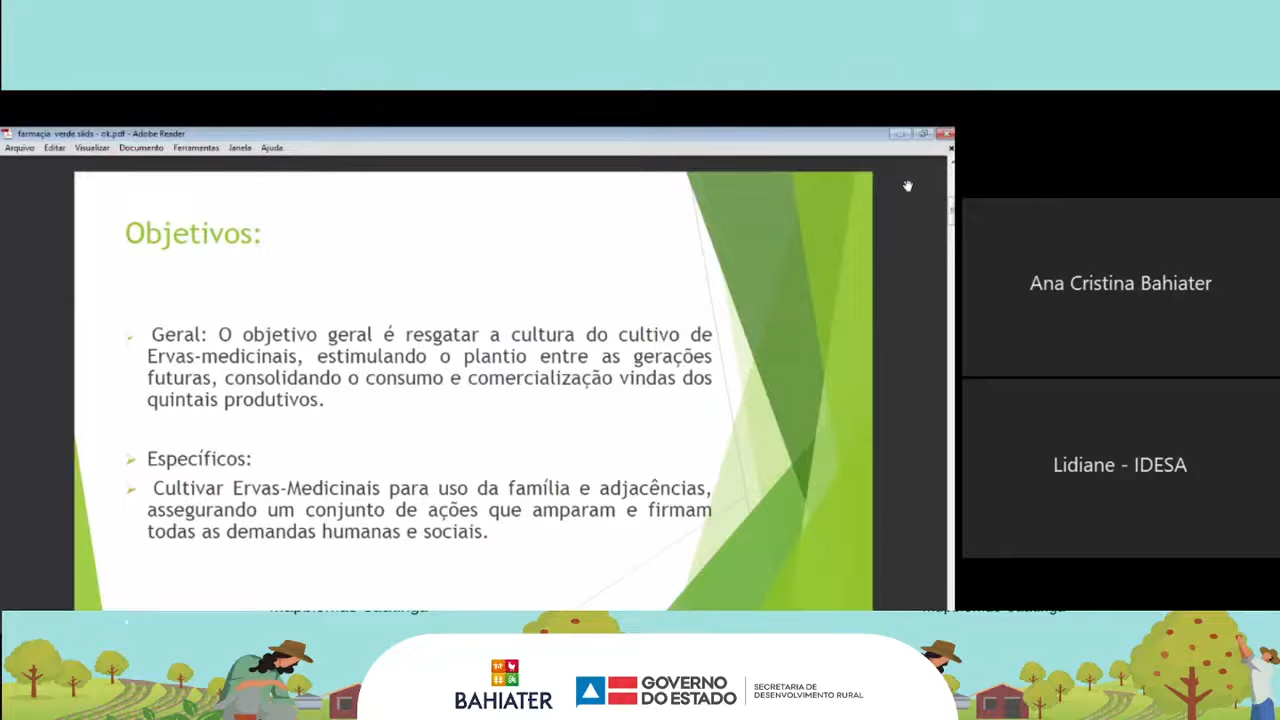 farmaçia verde slids - ok.pdf - Adobe Reader
Arquivo Editar Visualizar Documento Ferramentas Janela Ajuda
Objetivos:
Geral: O objetivo geral é resgatar a cultura do cultivo de
Ervas-medicinais, estimulando o plantio entre as gerações
futuras, consolidando o consumo e comercialização vindas dos
quintais produtivos.
Específicos:
Cultivar Ervas-Medicinais para uso da família e adjacências,
assegurando um conjunto de ações que amparam e firmam
todas as demandas humanas e sociais.
Ana Cristina Bahiater
Lidiane - IDESA
BAHIATER
GOVERNO
DO ESTADO
SECRETARIA DE
DESENVOLVIMENTO RURAL